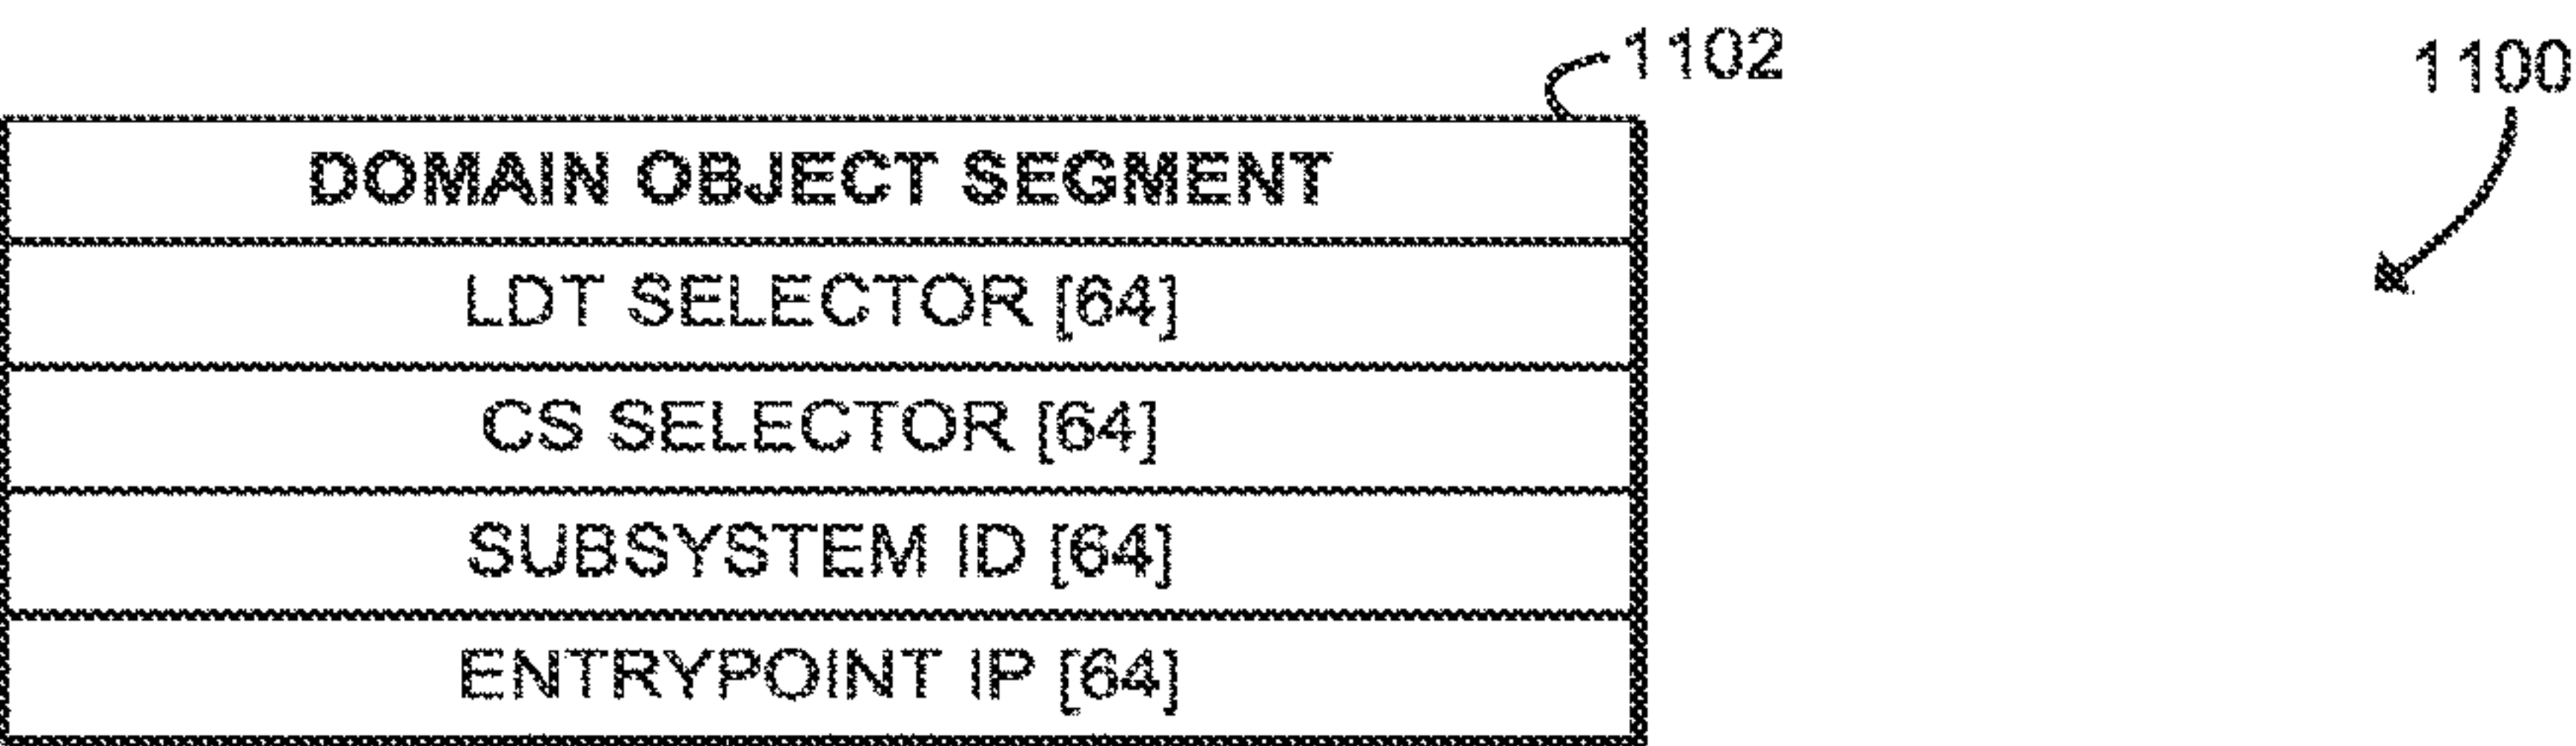 1102
1100
DOMAIN OBJECT SEGMENT
LDT SELECTOR [64]
CS SELECTOR [64]
SUBSYSTEM ID [64]
ENTRYPOINT IP [64]